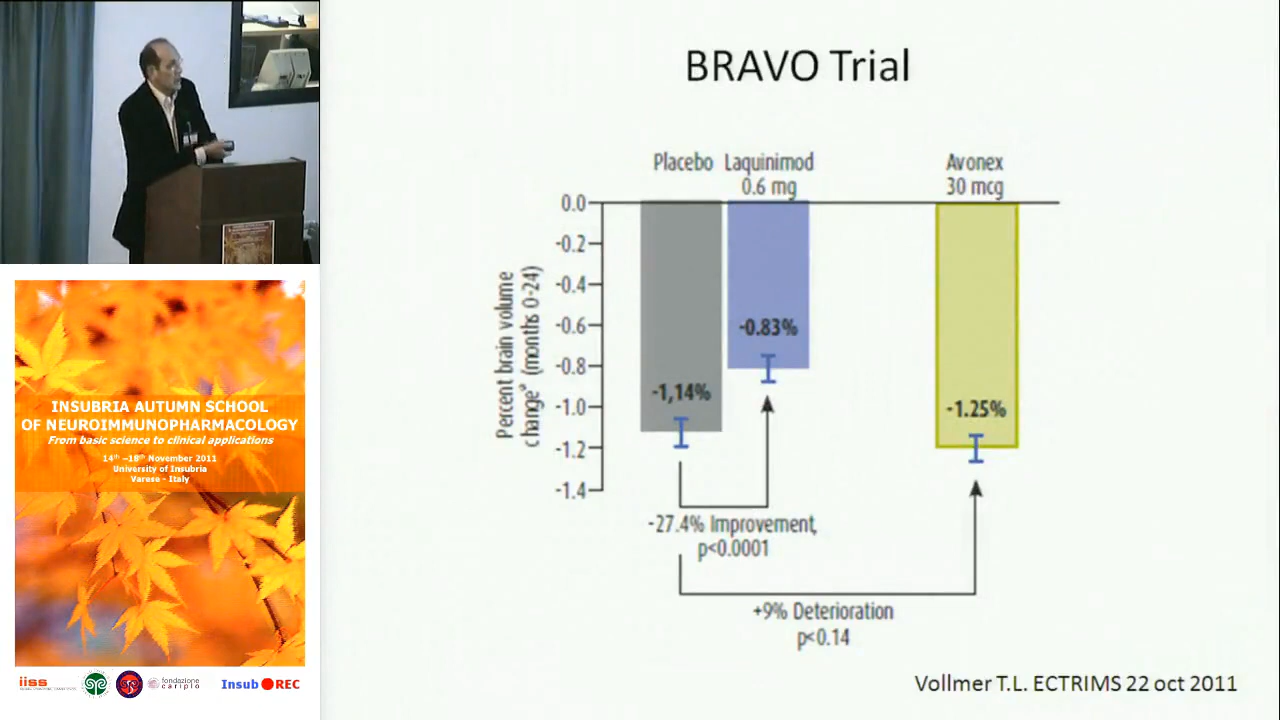 BRAVO Trial
Placebo
Laquinimod
0.6 mg
Avonex
30 mcg
0.0
-0.2
-0.4
-0.6
-0.8
-1.0
-1.2
-1.4
Percent brain volume
changeª (months 0-24)
-1,14%
-0.83%
-1.25%
-27.4% Improvement,
p<0.0001
+9% Deterioration
p<0.14
Vollmer T.L. ECTRIMS 22 oct 2011
INSUBRIA AUTUMN SCHOOL
OF NEUROIMMUNOPHARMACOLOGY
From basic science to clinical applications
14th –18th November 2011
University of Insubria
Varese - Italy
iiss
fondazione
cariplo
Insub REC